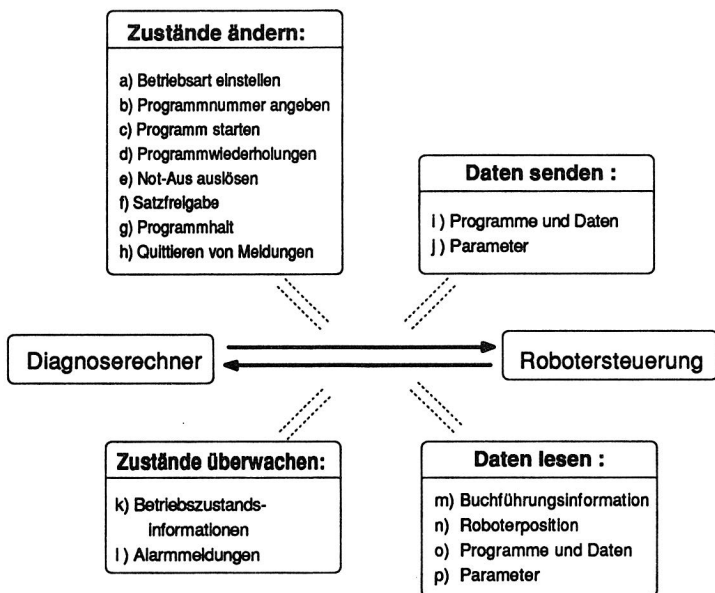 Zustände ändern:
a) Betriebsart einstellen
b) Programmnummer angeben
c) Programm starten
d) Programmwiederholungen
e) Not-Aus auslösen
f) Satzfreigabe
g) Programmhalt
h) Quittieren von Meldungen
Daten senden :
i ) Programme und Daten
j ) Parameter
Diagnoserechner
Robotersteuerung
Zustände überwachen:
k) Betriebszustands-
informationen
l ) Alarmmeldungen
Daten lesen :
m) Buchführungsinformation
n) Roboterposition
o) Programme und Daten
p) Parameter